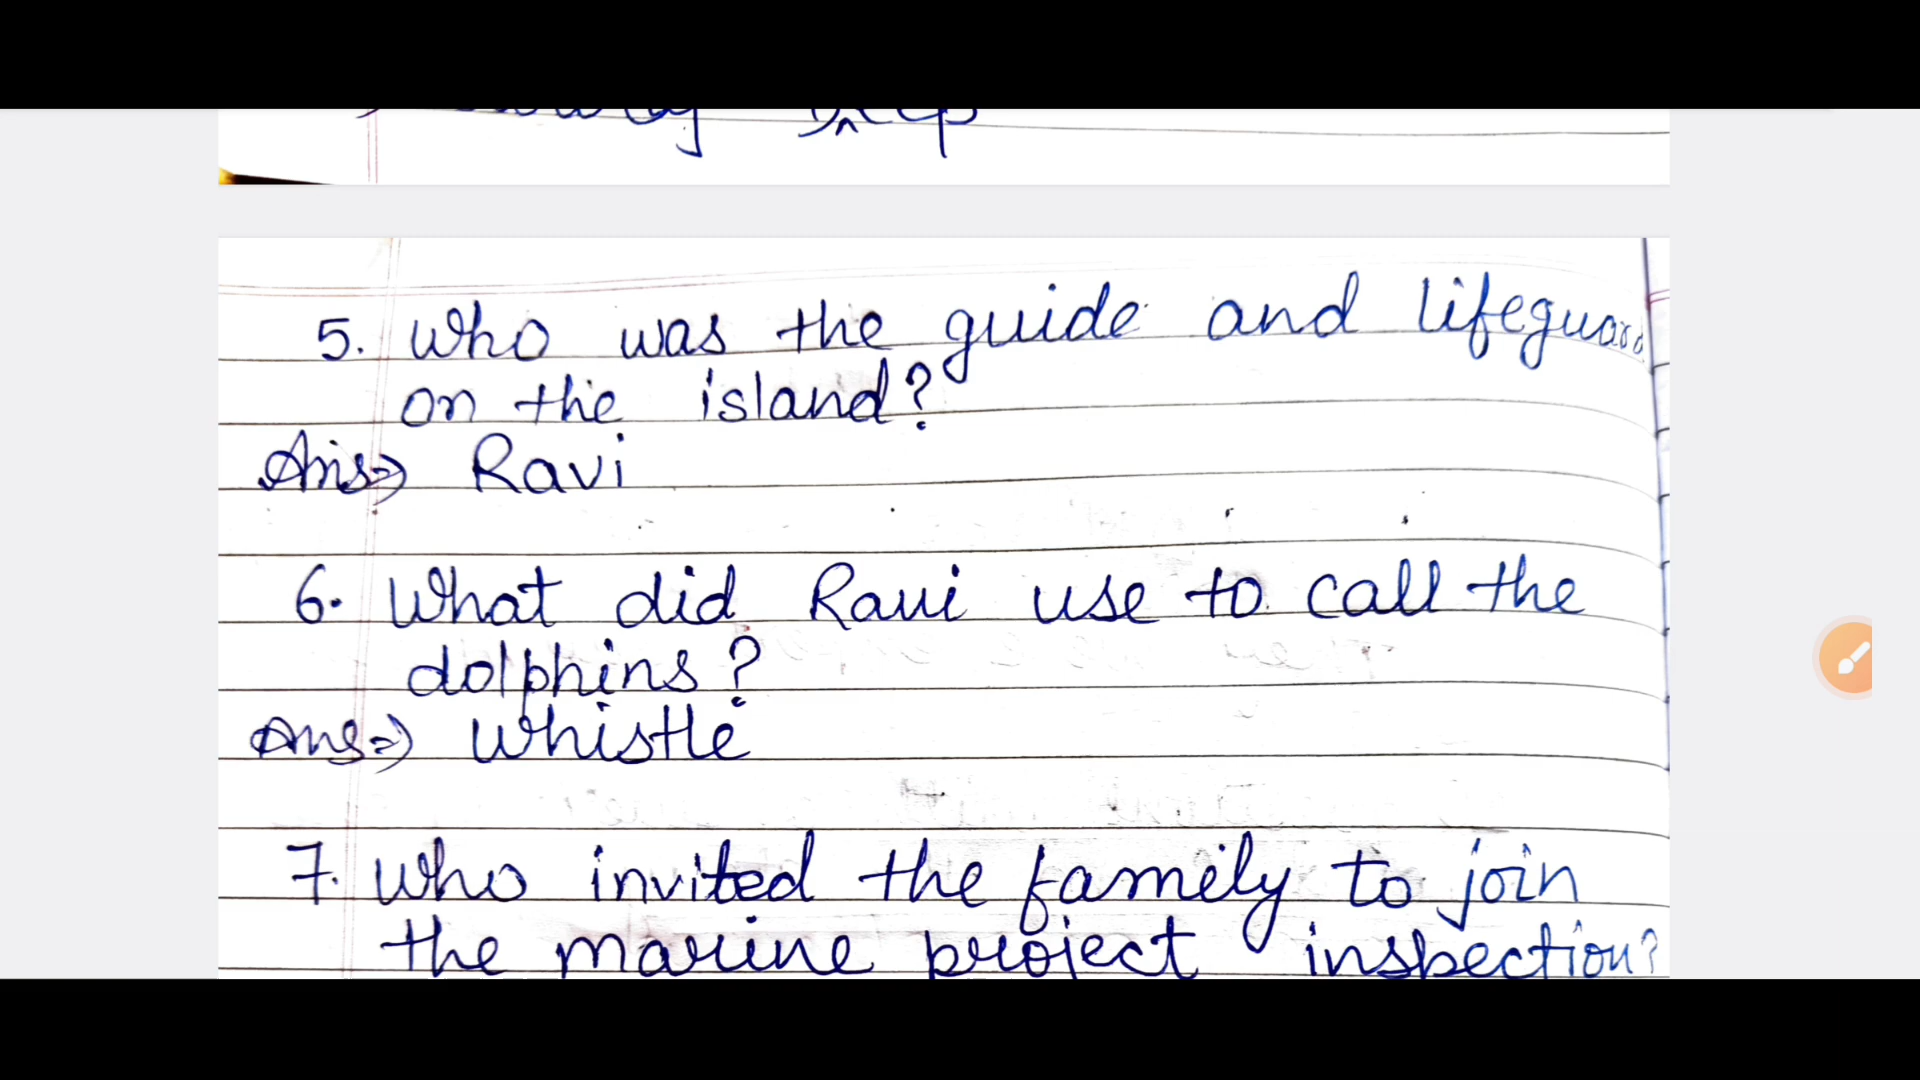 5. Who was the guide and lifeguard
on the island?
Ans⇒ Ravi
6. What did Ravi use to call the
dolphins?
Ans⇒ Whistle
7. Who invited the family to join
the marine project inspection?